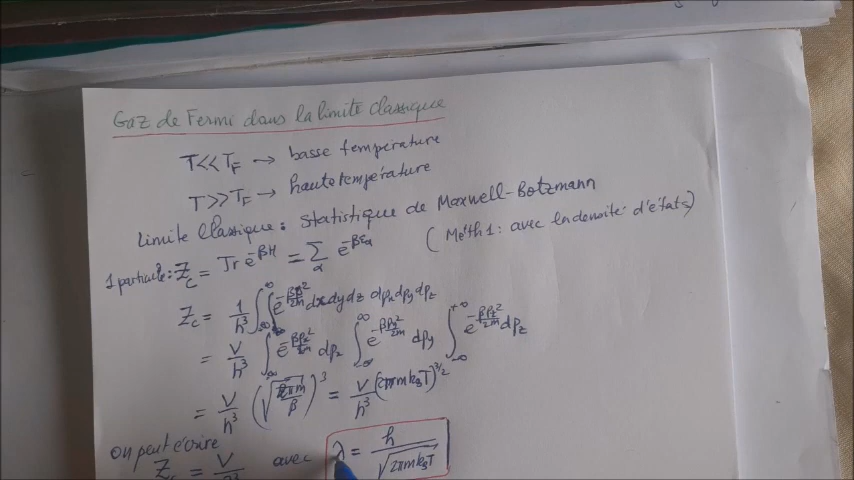 Gaz de Fermi dans la limite classique
T<<T_F → basse température
T>>T_F → haute température
Limite Classique : Statistique de Maxwell-Botzmann
(Méth 1 : avec la densité d'états)
1 particule : Z_c = Tr e^{-βH} = Σ_α e^{-βε_α}
Z_c = 1/h³ ∫∫ e^{-βp²/2m} dx dy dz dp_x dp_y dp_z
= V/h³ ∫_{-∞}^{∞} e^{-βp_x²/2m} dp_x ∫_{-∞}^{∞} e^{-βp_y²/2m} dp_y ∫_{-∞}^{+∞} e^{-βp_z²/2m} dp_z
= V/h³ (√(2πm/β))³ = V/h³ (2πmk_BT)^{3/2}
on peut écrire
Z_c = V/λ³ avec λ = h/√(2πmk_BT)